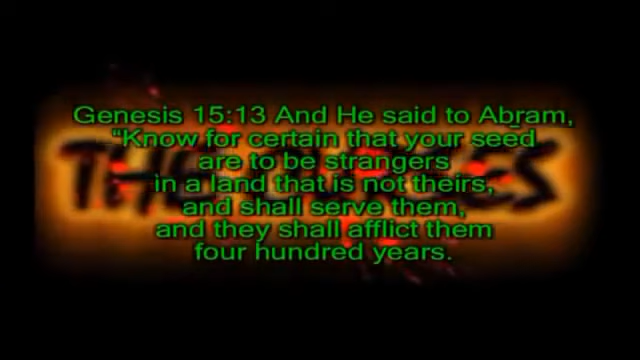 Genesis 15:13 And He said to Abram,
“Know for certain that your seed
are to be strangers
in a land that is not theirs,
and shall serve them,
and they shall afflict them
four hundred years.